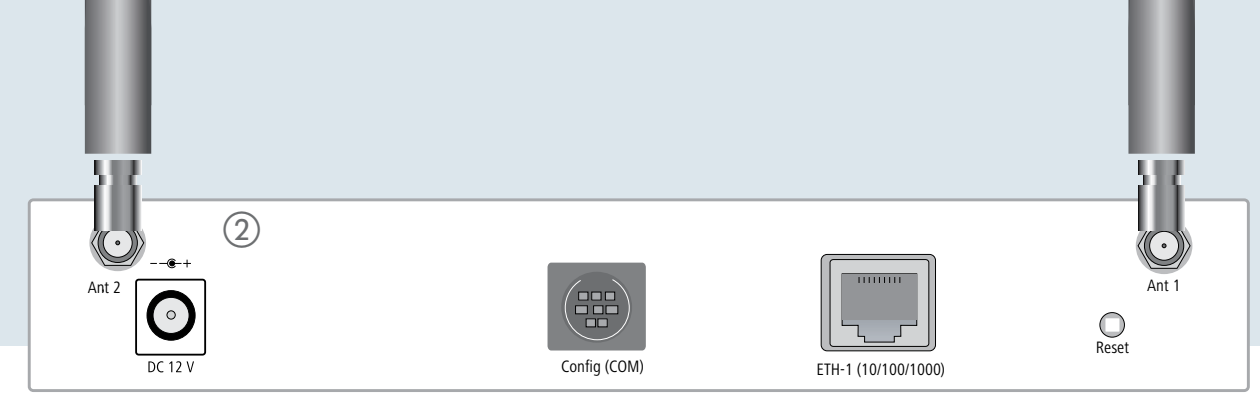 ②
Ant 2
Ant 1
DC 12 V
Config (COM)
ETH-1 (10/100/1000)
Reset